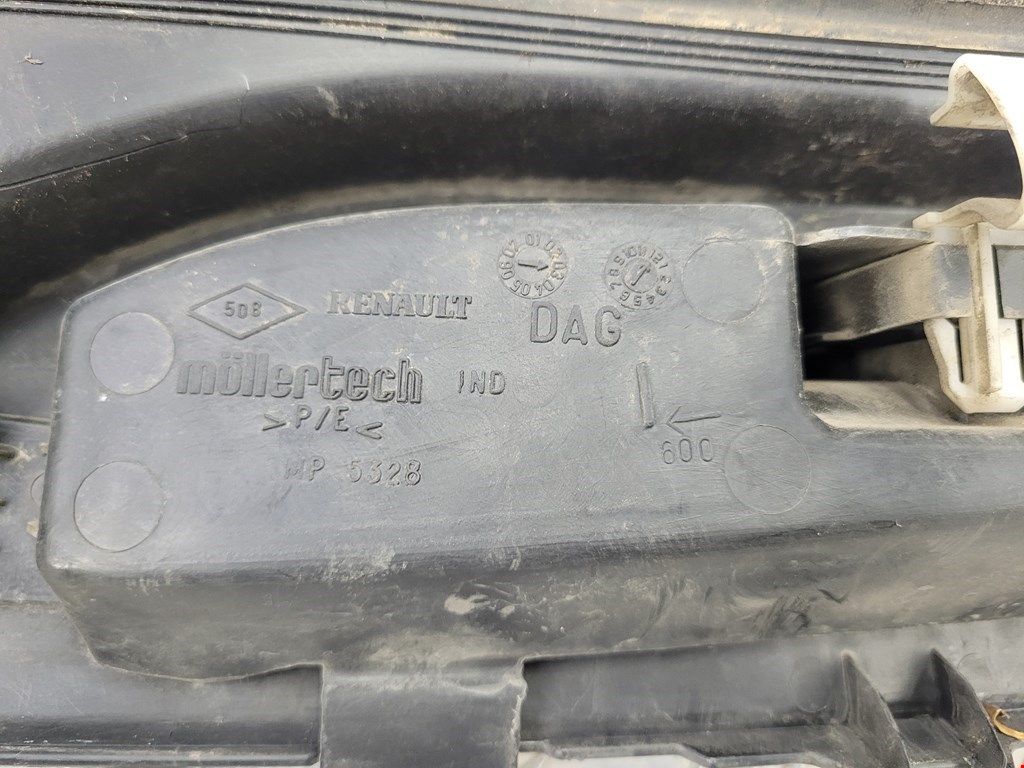 508
RENAULT
DAG
möllertech IND
>P/E<
MP 5328
600